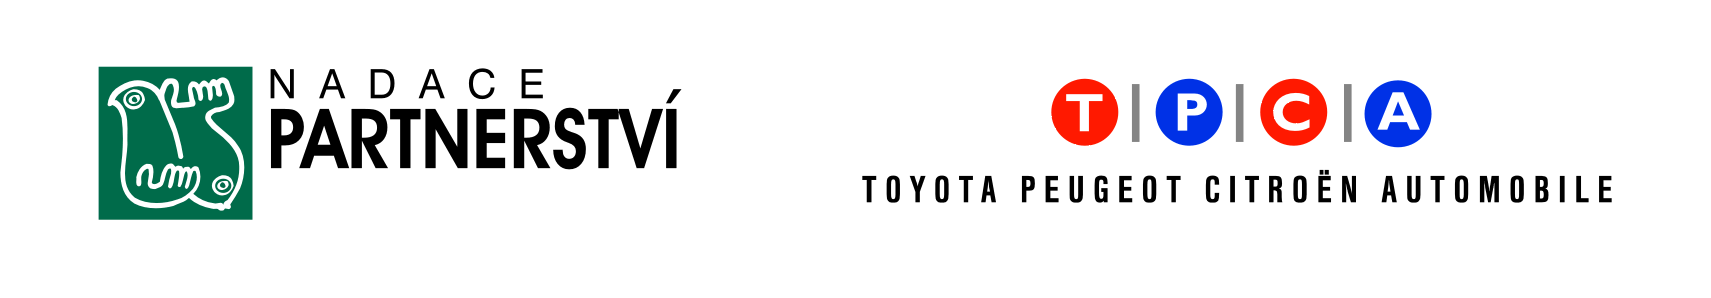 NADACE
PARTNERSTVÍ
T|P|C|A
TOYOTA PEUGEOT CITROËN AUTOMOBILE